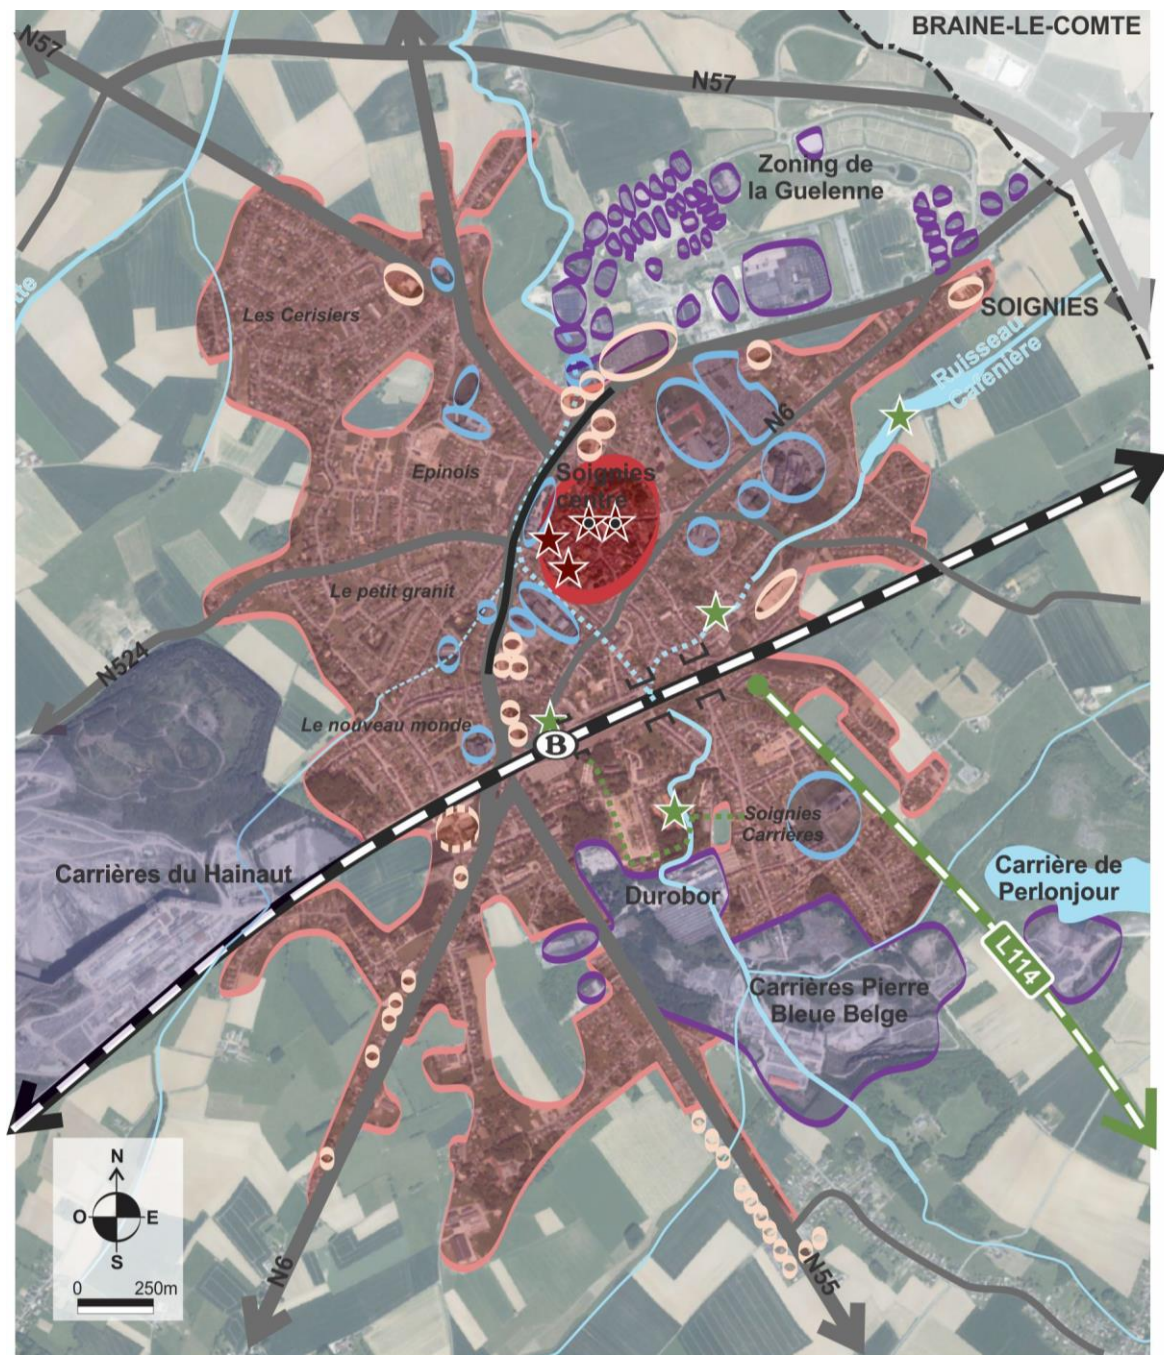 BRAINE-LE-COMTE
N57
N57
Zoning de
la Guelenne
SOIGNIES
Les Cerisiers
Ruisseau
N6
Epinois
Soignies
centre
Le petit granit
N524
Le nouveau monde
B
Soignies
Carrières
Carrières du Hainaut
Durobor
Carrière de
Perlonjour
L114
Carrières Pierre
Bleue Belge
N
O
E
S
0
250m
N6
N55